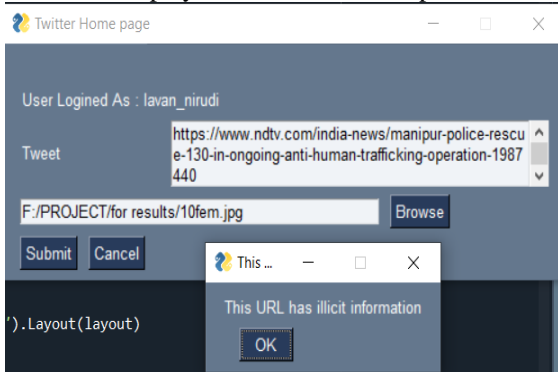 Twitter Home page
User Logined As : lavan_nirudi
Tweet
https://www.ndtv.com/india-news/manipur-police-rescu
e-130-in-ongoing-anti-human-trafficking-operation-1987
440
F:/PROJECT/for results/10fem.jpg
Browse
Submit Cancel
This ...
This URL has illicit information
OK
').Layout(layout)